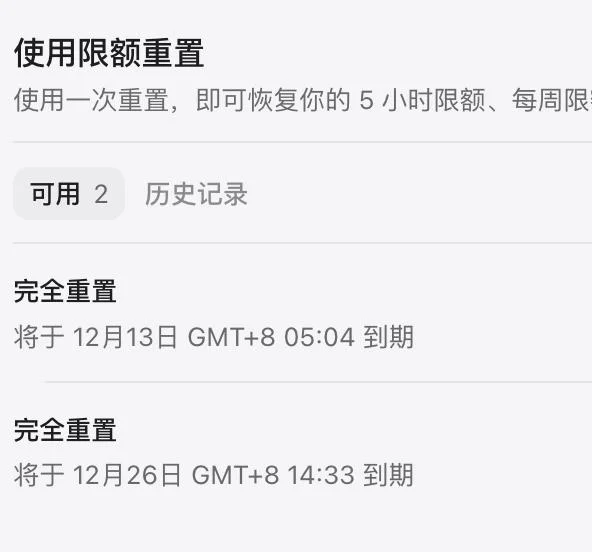 使用限额重置
使用一次重置，即可恢复你的 5 小时限额、每周限
可用 2 历史记录
完全重置
将于 12月13日 GMT+8 05:04 到期
完全重置
将于 12月26日 GMT+8 14:33 到期